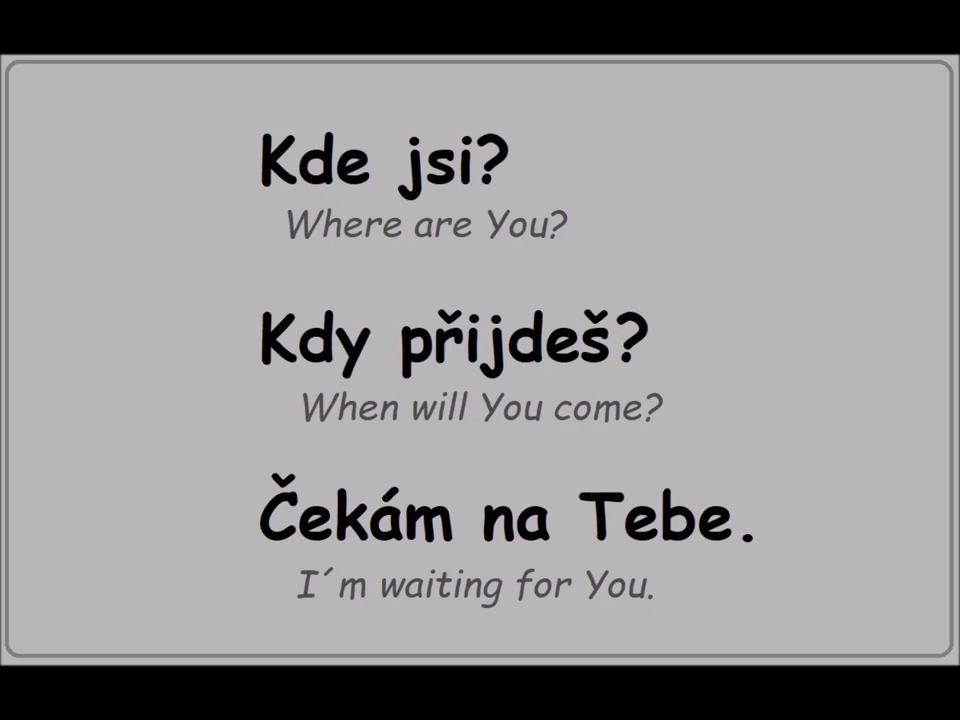 Kde jsi?
Where are You?
Kdy přijdeš?
When will You come?
Čekám na Tebe.
I´m waiting for You.